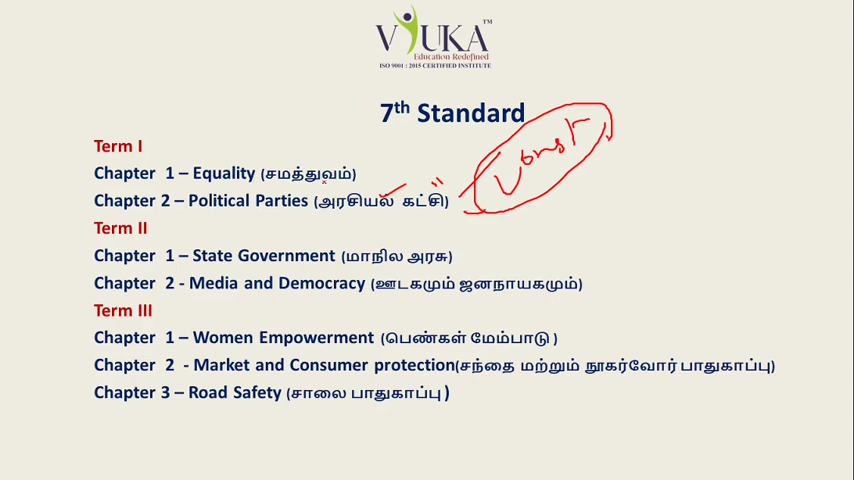 VYUKA™
Education Redefined
ISO 9001 : 2015 CERTIFIED INSTITUTE
7th Standard
Term I
Chapter 1 – Equality (சமத்துவம்)
Chapter 2 – Political Parties (அரசியல் கட்சி)
Term II
Chapter 1 – State Government (மாநில அரசு)
Chapter 2 - Media and Democracy (ஊடகமும் ஜனநாயகமும்)
Term III
Chapter 1 – Women Empowerment (பெண்கள் மேம்பாடு )
Chapter 2 - Market and Consumer protection(சந்தை மற்றும் நூகர்வோர் பாதுகாப்பு)
Chapter 3 – Road Safety (சாலை பாதுகாப்பு )